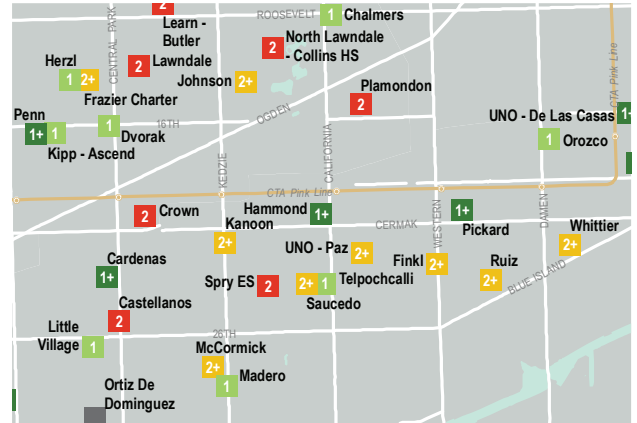 CENTRAL PARK
2
Learn -
Butler
ROOSEVELT
1
Chalmers
2
North Lawndale
- Collins HS
Herzl
1
2+
Frazier Charter
2
Lawndale
Johnson
2+
Plamondon
2
OGDEN
CTA Pink Line
UNO - De Las Casas
1+
1
Orozco
Penn
1+
1
Kipp - Ascend
1
Dvorak
16TH
KEDZIE
CALIFORNIA
CTA Pink Line
WESTERN
DAMEN
2
Crown
Hammond
1+
CERMAK
1+
Pickard
Kanoon
2+
UNO - Paz
2+
Finkl
2+
Ruiz
2+
Whittier
2+
BLUE ISLAND
Cardenas
1+
Castellanos
2
Spry ES
2
2+
1
Telpochcalli
Saucedo
Little
Village
1
26TH
McCormick
2+
1
Madero
Ortiz De
Dominguez